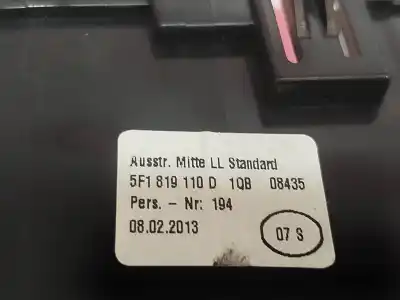 Ausstr. Mitte LL Standard
5F1 819 110 D 1QB 08435
Pers. - Nr: 194
08.02.2013
07 S